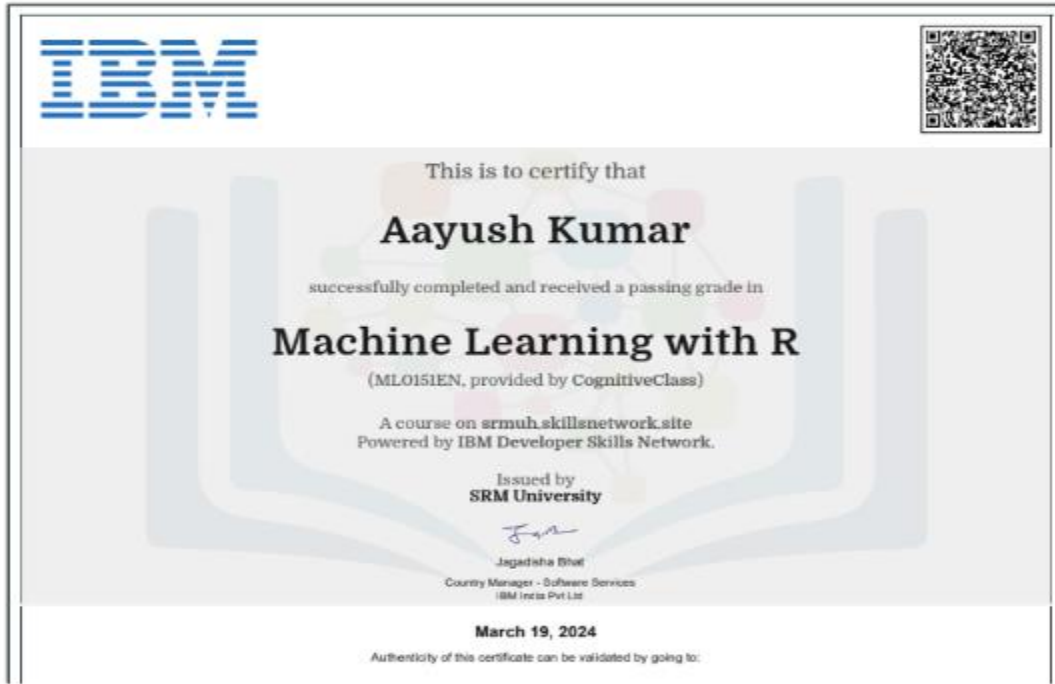 IBM
This is to certify that
Aayush Kumar
successfully completed and received a passing grade in
Machine Learning with R
(ML0151EN, provided by CognitiveClass)
A course on srmuh.skillsnetwork.site
Powered by IBM Developer Skills Network.
Issued by
SRM University
Jagadisha Bhat
Country Manager - Software Services
IBM India Pvt Ltd
March 19, 2024
Authenticity of this certificate can be validated by going to: